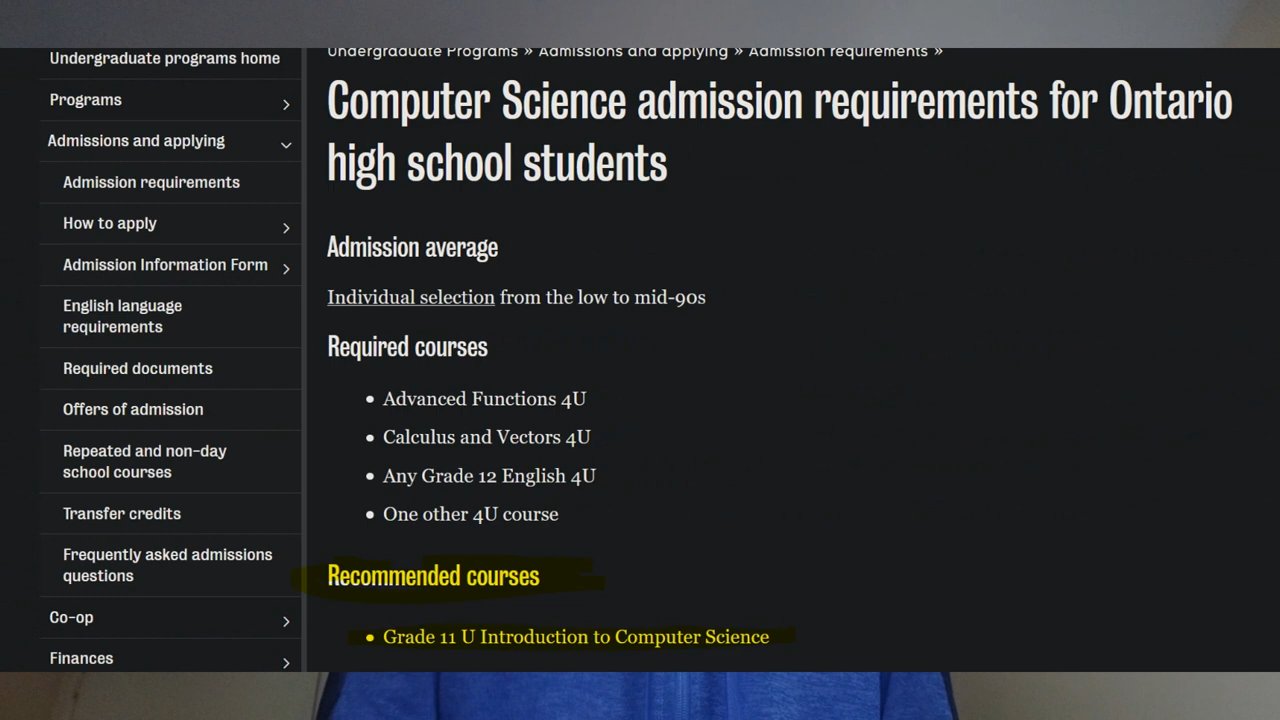 Undergraduate Programs » Admissions and applying » Admission requirements »
Undergraduate programs home
Programs
Admissions and applying
Admission requirements
How to apply
Admission Information Form
English language
requirements
Required documents
Offers of admission
Repeated and non-day
school courses
Transfer credits
Frequently asked admissions
questions
Co-op
Finances
Computer Science admission requirements for Ontario
high school students
Admission average
Individual selection from the low to mid-90s
Required courses
• Advanced Functions 4U
• Calculus and Vectors 4U
• Any Grade 12 English 4U
• One other 4U course
Recommended courses
• Grade 11 U Introduction to Computer Science